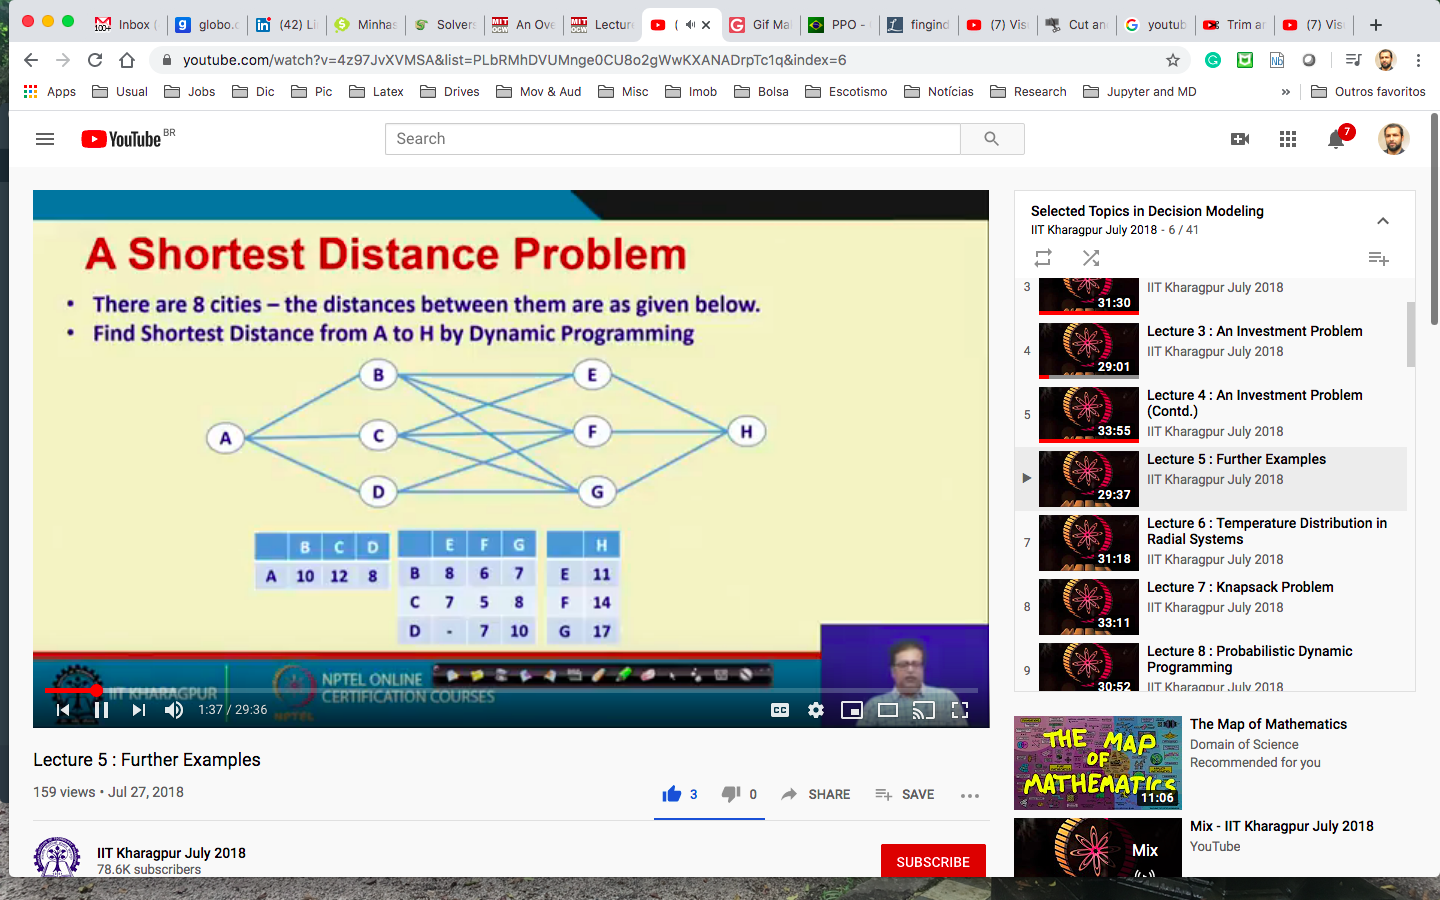 Inbox (
globo.c
(42) Li
Minhas
Solvers
An Ove
Lecture
(
Gif Mal
PPO -
fingind
(7) Vis
Cut and
youtub
Trim ar
(7) Vis
youtube.com/watch?v=4z97JvXVMSA&list=PLbRMhDVUMnge0CU8o2gWwKXANADrpTc1q&index=6
Apps Usual Jobs Dic Pic Latex Drives Mov & Aud Misc Imob Bolsa Escotismo Notícias Research Jupyter and MD » Outros favoritos
YouTube BR
Search
7
A Shortest Distance Problem
• There are 8 cities – the distances between them are as given below.
• Find Shortest Distance from A to H by Dynamic Programming
B E
A C F H
D G
B C D
A 10 12 8
E F G
B 8 6 7
C 7 5 8
D - 7 10
H
E 11
F 14
G 17
IIT KHARAGPUR
NPTEL
NPTEL ONLINE
CERTIFICATION COURSES
1:37 / 29:36
CC
Lecture 5 : Further Examples
159 views • Jul 27, 2018
3 0 SHARE SAVE
IIT Kharagpur July 2018
78.6K subscribers
SUBSCRIBE
Selected Topics in Decision Modeling
IIT Kharagpur July 2018 - 6 / 41
3
31:30
IIT Kharagpur July 2018
4
29:01
Lecture 3 : An Investment Problem
IIT Kharagpur July 2018
5
33:55
Lecture 4 : An Investment Problem
(Contd.)
IIT Kharagpur July 2018
29:37
Lecture 5 : Further Examples
IIT Kharagpur July 2018
7
31:18
Lecture 6 : Temperature Distribution in
Radial Systems
IIT Kharagpur July 2018
8
33:11
Lecture 7 : Knapsack Problem
IIT Kharagpur July 2018
9
30:52
Lecture 8 : Probabilistic Dynamic
Programming
IIT Kharagpur July 2018
THE MAP
OF
MATHEMATICS
11:06
The Map of Mathematics
Domain of Science
Recommended for you
Mix
Mix - IIT Kharagpur July 2018
YouTube